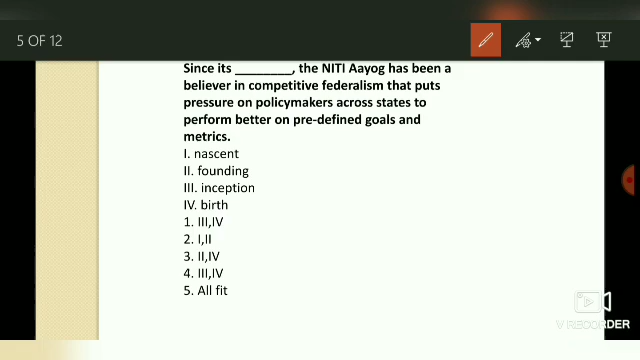 5 OF 12
Since its ________, the NITI Aayog has been a
believer in competitive federalism that puts
pressure on policymakers across states to
perform better on pre-defined goals and
metrics.
I. nascent
II. founding
III. inception
IV. birth
1. III,IV
2. I,II
3. II,IV
4. III,IV
5. All fit
V RECORDER